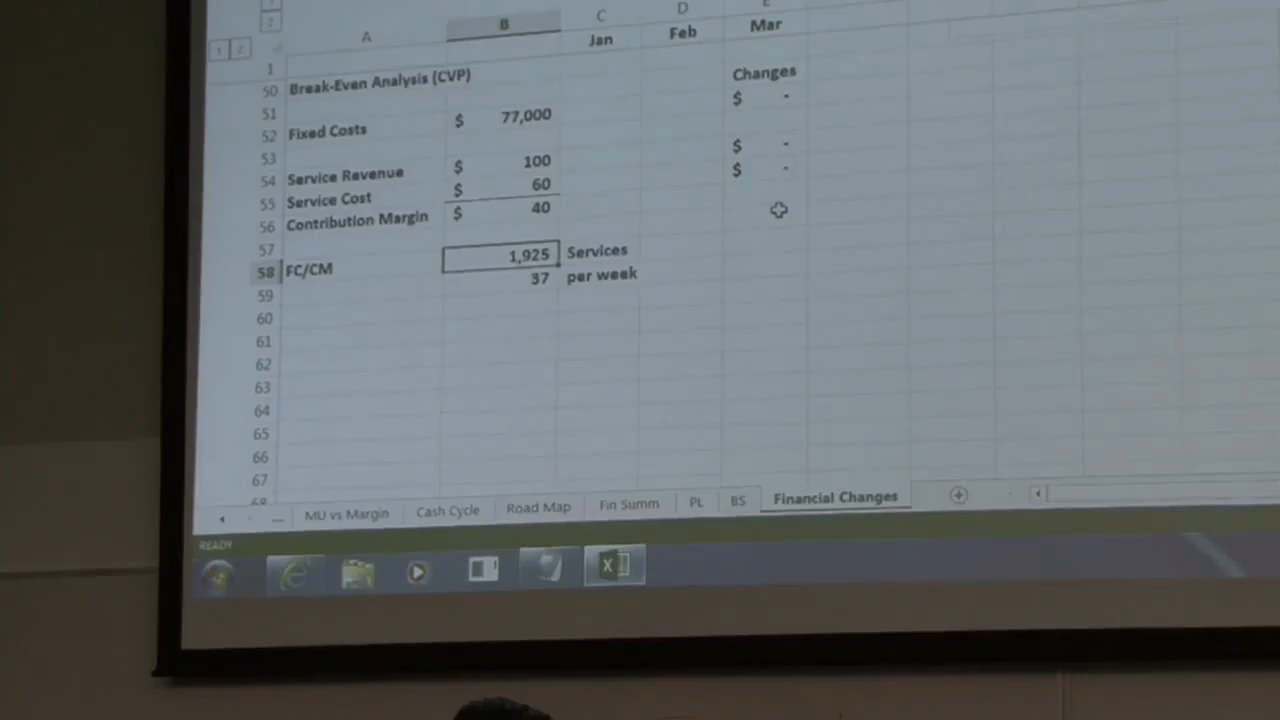 1 2
A B C D E
Jan Feb Mar
1
50 Break-Even Analysis (CVP) Changes
51 $ -
52 Fixed Costs $ 77,000
53 $ -
54 Service Revenue $ 100 $ -
55 Service Cost $ 60
56 Contribution Margin $ 40
57
58 FC/CM 1,925 Services
59 37 per week
60
61
62
63
64
65
66
67
68
... MU vs Margin Cash Cycle Road Map Fin Summ PL BS Financial Changes
READY